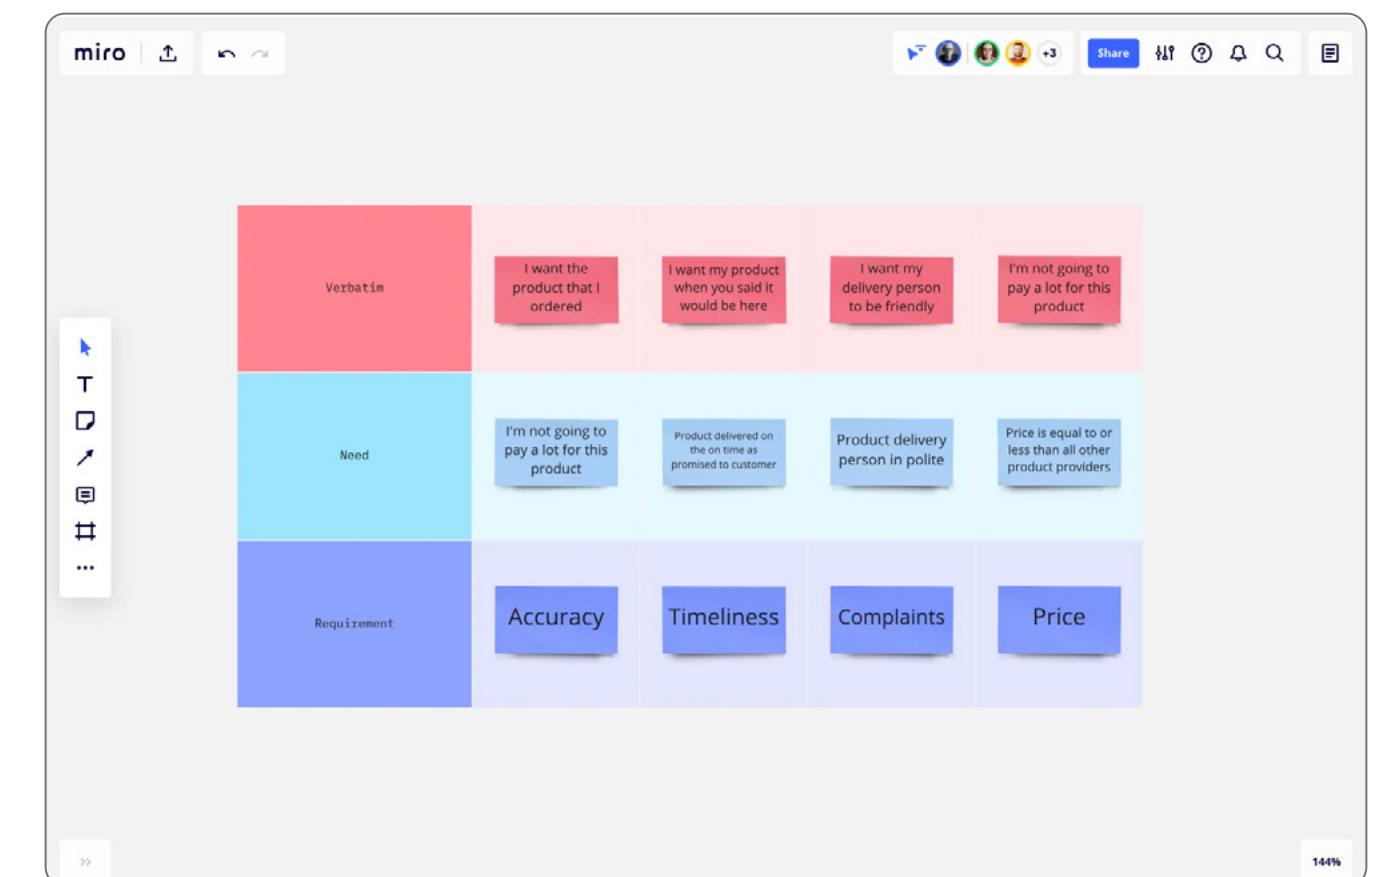 miro
+3
Share
Verbatim
I want the
product that I
ordered
I want my product
when you said it
would be here
I want my
delivery person
to be friendly
I'm not going to
pay a lot for this
product
Need
I'm not going to
pay a lot for this
product
Product delivered on
the on time as
promised to customer
Product delivery
person in polite
Price is equal to or
less than all other
product providers
Requirement
Accuracy
Timeliness
Complaints
Price
144%